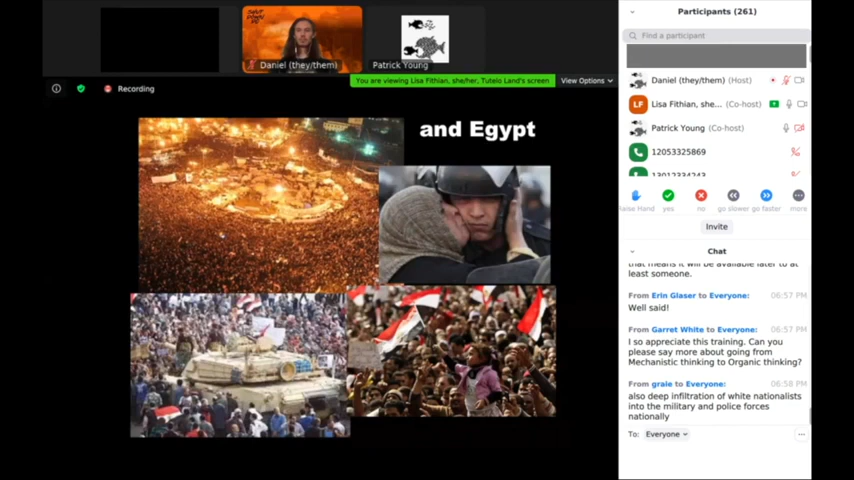 SHUT DOWN DC
Daniel (they/them)
Patrick Young
You are viewing Lisa Fithian, she/her, Tutelo Land's screen
View Options
Recording
and Egypt
Participants (261)
Find a participant
Daniel (they/them) (Host)
LF Lisa Fithian, she... (Co-host)
Patrick Young (Co-host)
12053325869
13012334243
Raise Hand yes no go slower go faster more
Invite
Chat
that means it will be available later to at
least someone.
From Erin Glaser to Everyone: 06:57 PM
Well said!
From Garret White to Everyone: 06:57 PM
I so appreciate this training. Can you
please say more about going from
Mechanistic thinking to Organic thinking?
From grale to Everyone: 06:58 PM
also deep infiltration of white nationalists
into the military and police forces
nationally
To: Everyone